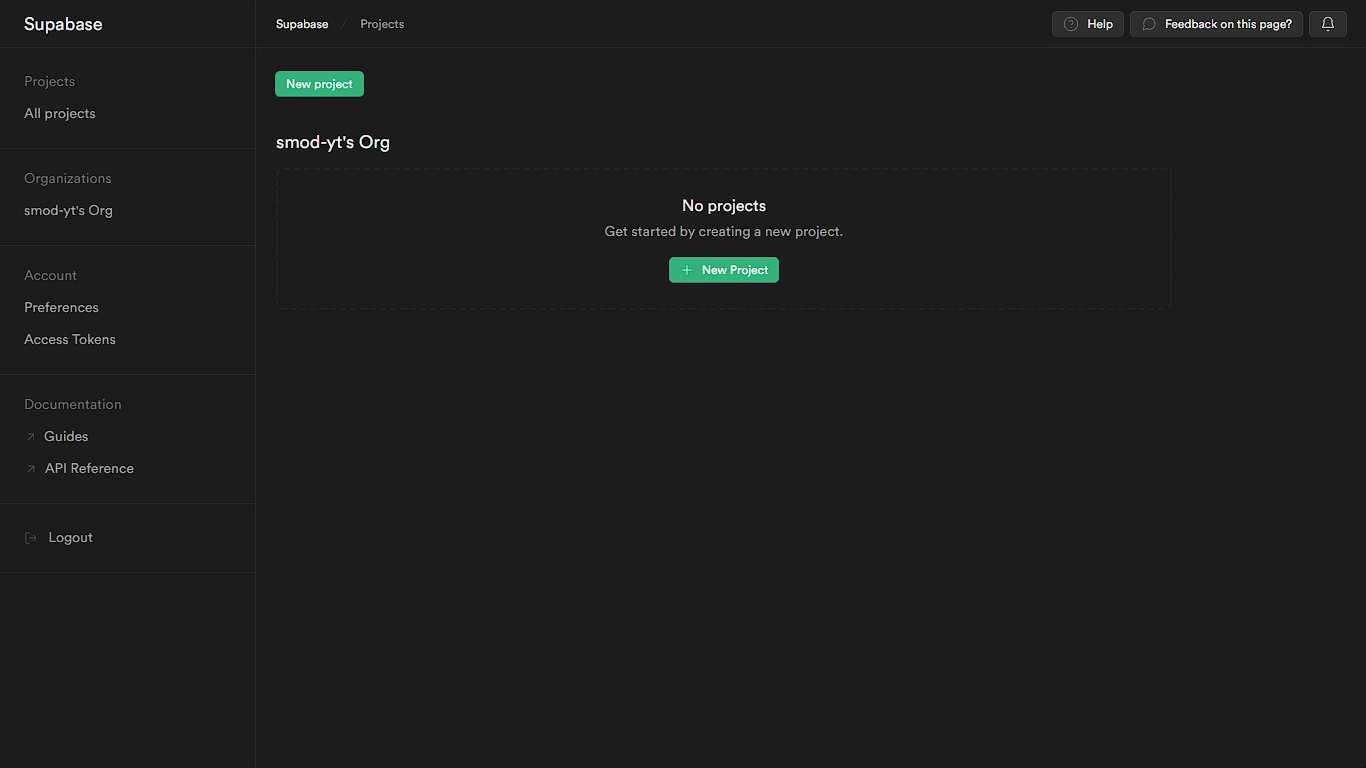 Supabase
Projects
All projects
Organizations
smod-yt's Org
Account
Preferences
Access Tokens
Documentation
Guides
API Reference
Logout
Supabase / Projects
Help
Feedback on this page?
New project
smod-yt's Org
No projects
Get started by creating a new project.
+ New Project